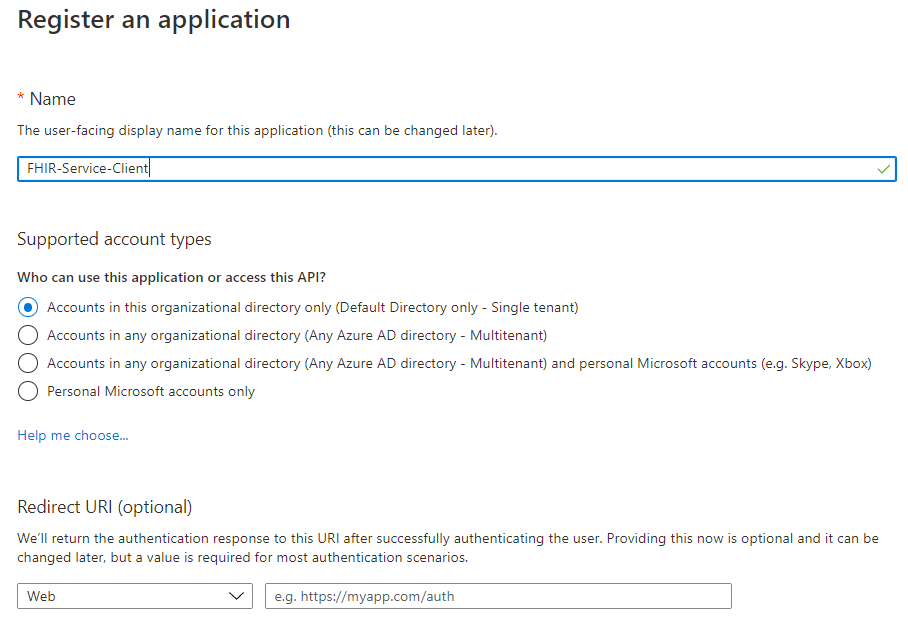 Register an application
* Name
The user-facing display name for this application (this can be changed later).
FHIR-Service-Client
Supported account types
Who can use this application or access this API?
Accounts in this organizational directory only (Default Directory only - Single tenant)
Accounts in any organizational directory (Any Azure AD directory - Multitenant)
Accounts in any organizational directory (Any Azure AD directory - Multitenant) and personal Microsoft accounts (e.g. Skype, Xbox)
Personal Microsoft accounts only
Help me choose...
Redirect URI (optional)
We'll return the authentication response to this URI after successfully authenticating the user. Providing this now is optional and it can be
changed later, but a value is required for most authentication scenarios.
Web
e.g. https://myapp.com/auth